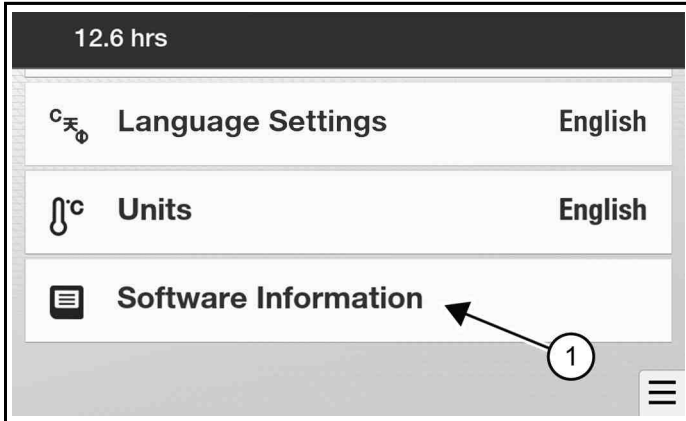 12.6 hrs
Language Settings English
°C Units English
Software Information
1